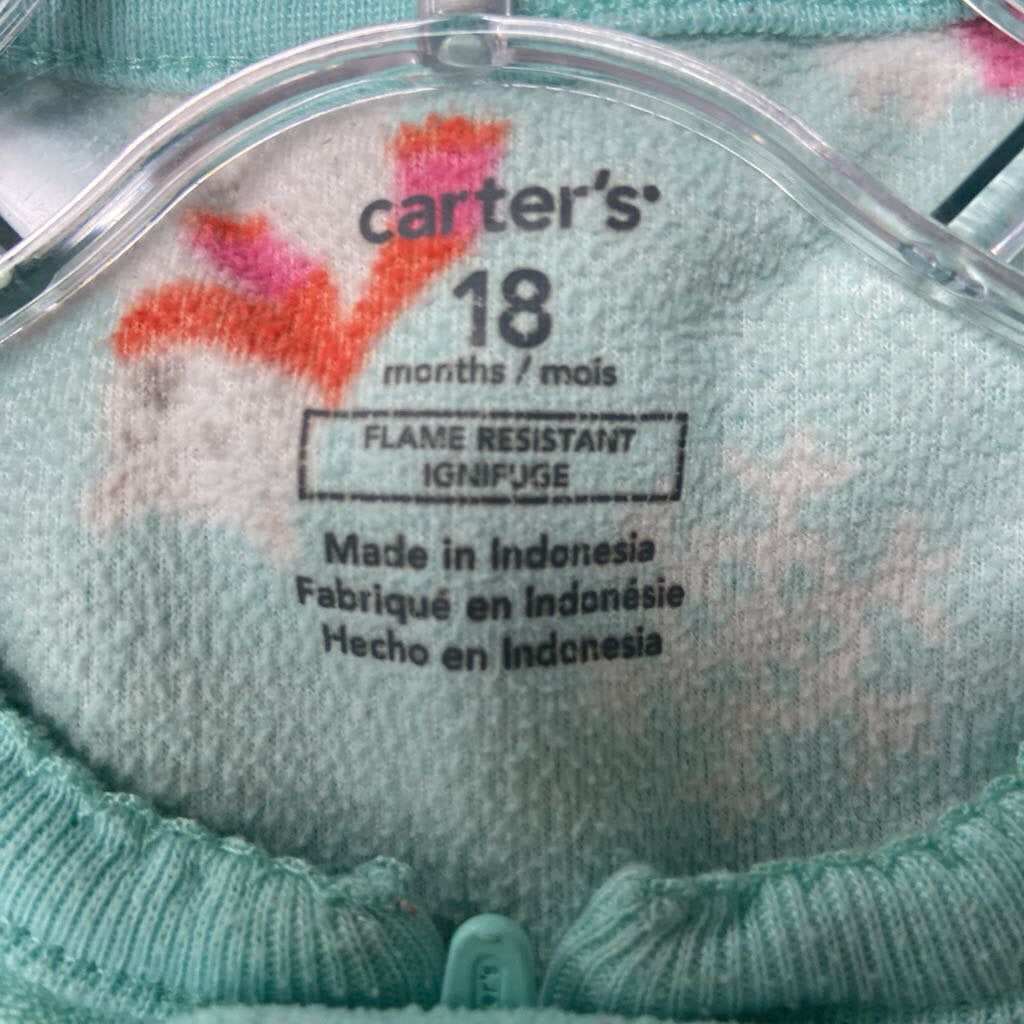 carter's
18
months / mois
FLAME RESISTANT
IGNIFUGE
Made in Indonesia
Fabriqué en Indonésie
Hecho en Indonesia